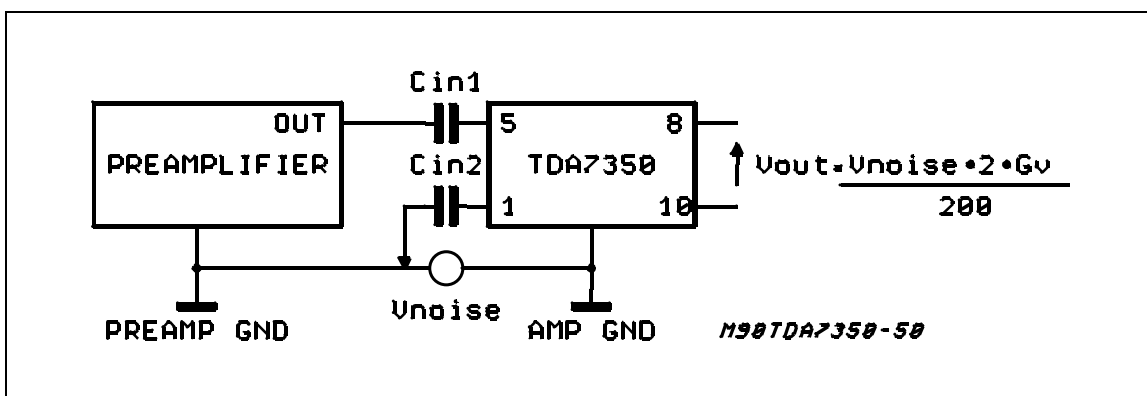 Cin1
OUT
PREAMPLIFIER
5
8
TDA7350
Cin2
1
10
Vout=Vnoise•2•Gv
200
Vnoise
PREAMP GND
AMP GND
M90TDA7350-50